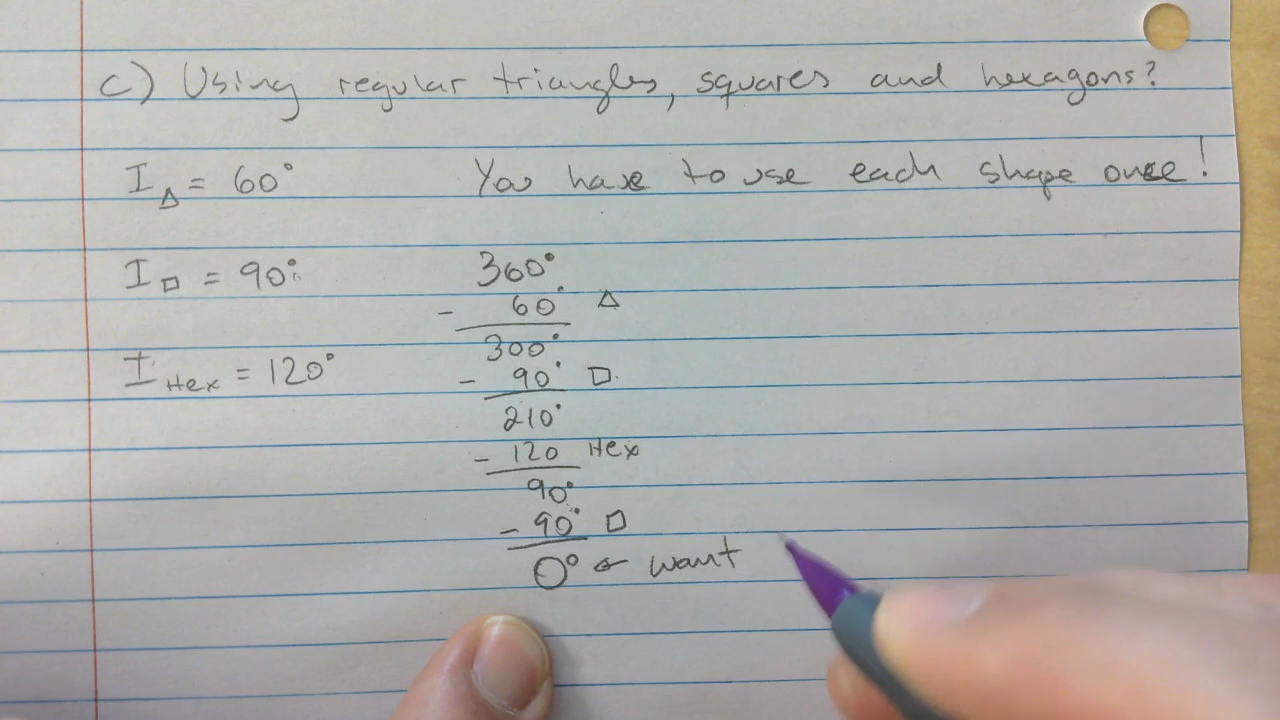 c) Using regular triangles, squares and hexagons?
I△ = 60° You have to use each shape once!
I□ = 90° 360°
- 60° △
300°
I Hex = 120° - 90° □
210°
- 120 Hex
90°
- 90° □
0° ← want